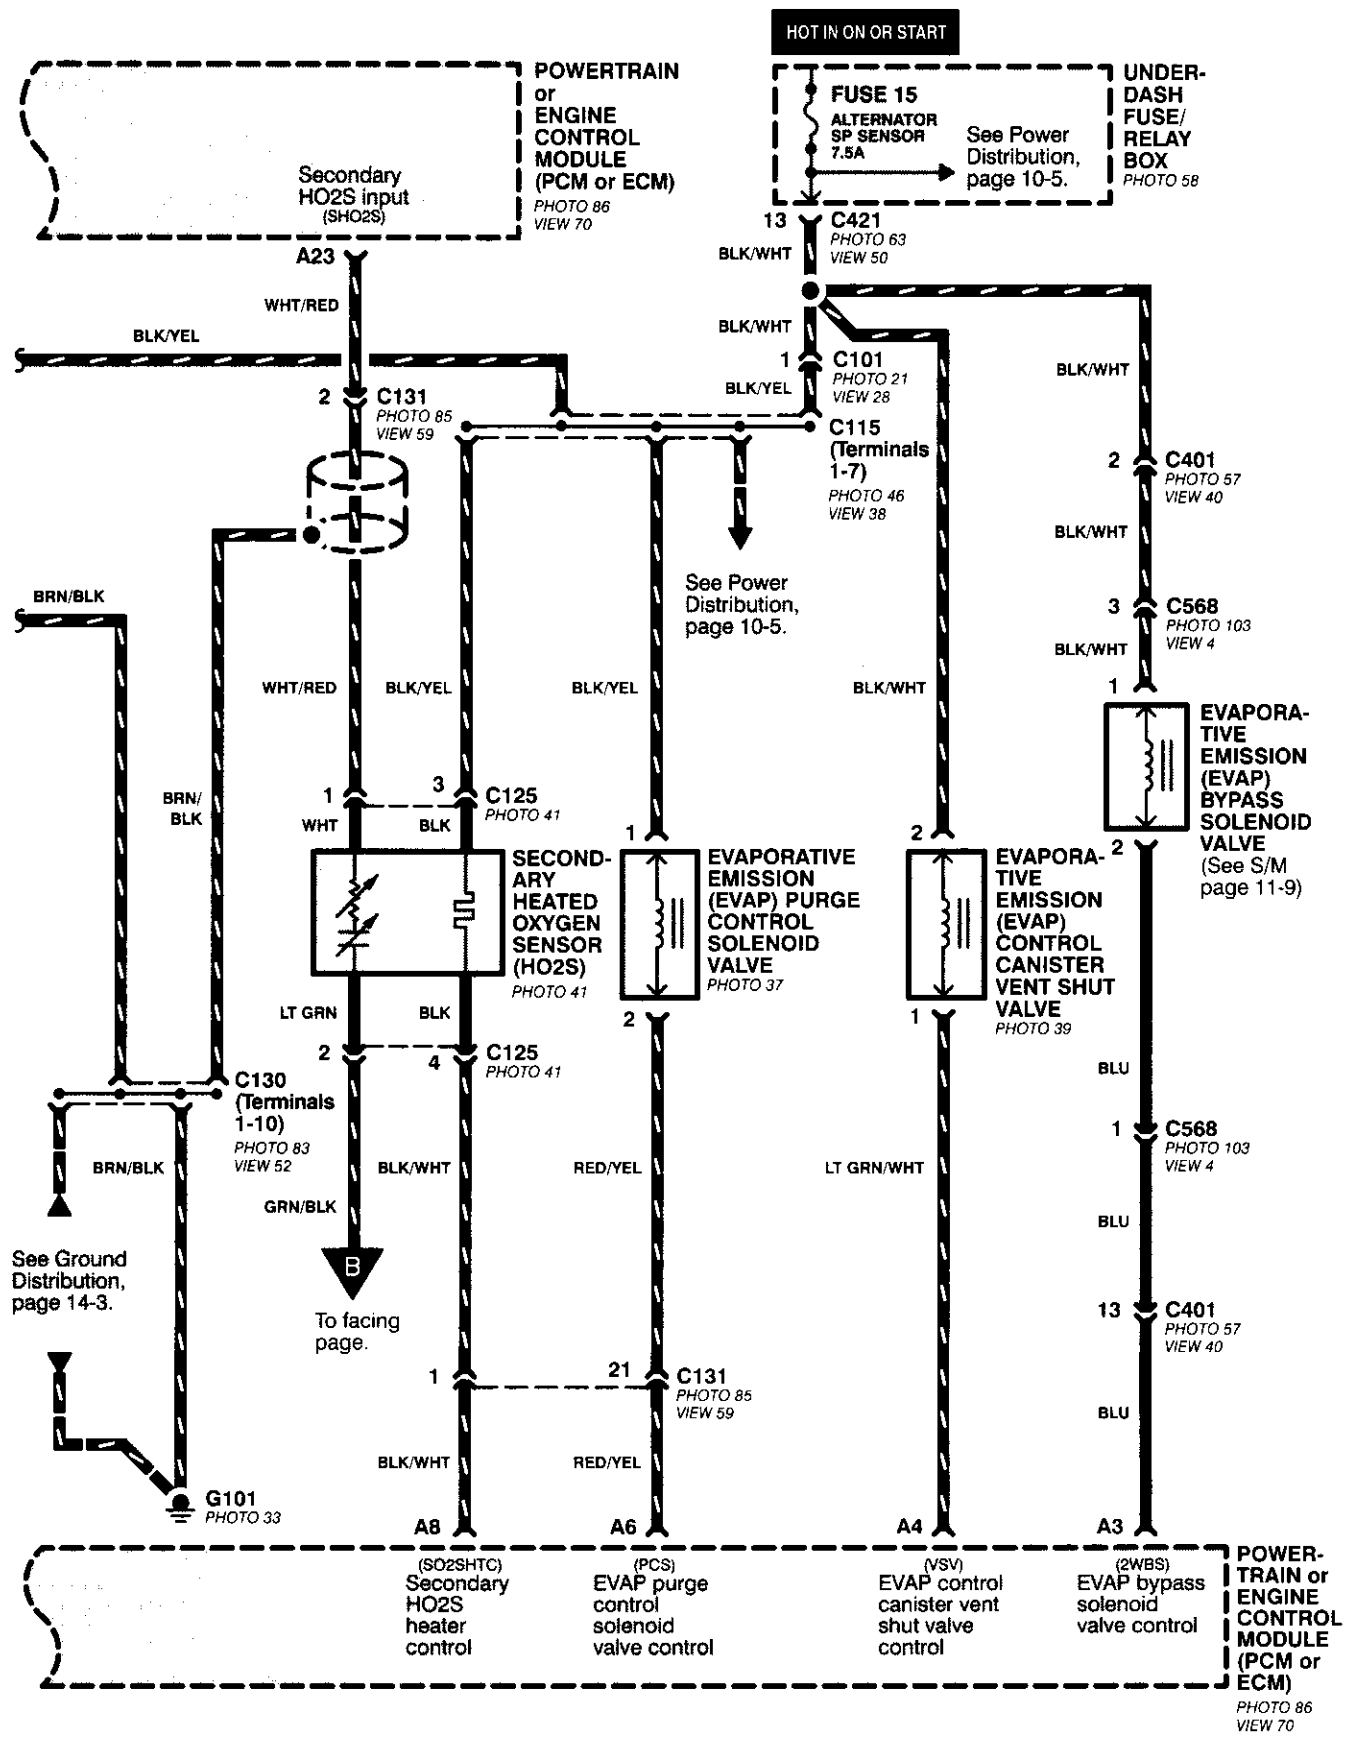 HOT IN ON OR START
POWERTRAIN
or
ENGINE
CONTROL
MODULE
(PCM or ECM)
PHOTO 86
VIEW 70
Secondary
HO2S input
(SHO2S)
FUSE 15
ALTERNATOR
SP SENSOR
7.5A
See Power
Distribution,
page 10-5.
UNDER-
DASH
FUSE/
RELAY
BOX
PHOTO 58
A23
13
C421
PHOTO 63
VIEW 50
BLK/WHT
WHT/RED
BLK/YEL
BLK/WHT
1
C101
PHOTO 21
VIEW 28
BLK/YEL
BLK/WHT
2
C131
PHOTO 85
VIEW 59
C115
(Terminals
1-7)
PHOTO 46
VIEW 38
2
C401
PHOTO 57
VIEW 40
BLK/WHT
See Power
Distribution,
page 10-5.
BRN/BLK
3
C568
PHOTO 103
VIEW 4
BLK/WHT
WHT/RED
BLK/YEL
BLK/YEL
BLK/WHT
1
EVAPORA-
TIVE
EMISSION
(EVAP)
BYPASS
SOLENOID
VALVE
(See S/M
page 11-9)
BRN/
BLK
1
3
C125
PHOTO 41
WHT
BLK
1
2
2
SECOND-
ARY
HEATED
OXYGEN
SENSOR
(HO2S)
PHOTO 41
EVAPORATIVE
EMISSION
(EVAP) PURGE
CONTROL
SOLENOID
VALVE
PHOTO 37
EVAPORA-
TIVE
EMISSION
(EVAP)
CONTROL
CANISTER
VENT SHUT
VALVE
PHOTO 39
LT GRN
BLK
2
1
2
4
C125
PHOTO 41
BLU
C130
(Terminals
1-10)
PHOTO 83
VIEW 52
1
C568
PHOTO 103
VIEW 4
BRN/BLK
BLK/WHT
RED/YEL
LT GRN/WHT
GRN/BLK
BLU
See Ground
Distribution,
page 14-3.
B
To facing
page.
13
C401
PHOTO 57
VIEW 40
1
21
C131
PHOTO 85
VIEW 59
BLU
BLK/WHT
RED/YEL
G101
PHOTO 33
A8
A6
A4
A3
(SO2SHTC)
Secondary
HO2S
heater
control
(PCS)
EVAP purge
control
solenoid
valve control
(VSV)
EVAP control
canister vent
shut valve
control
(2WBS)
EVAP bypass
solenoid
valve control
POWER-
TRAIN or
ENGINE
CONTROL
MODULE
(PCM or
ECM)
PHOTO 86
VIEW 70